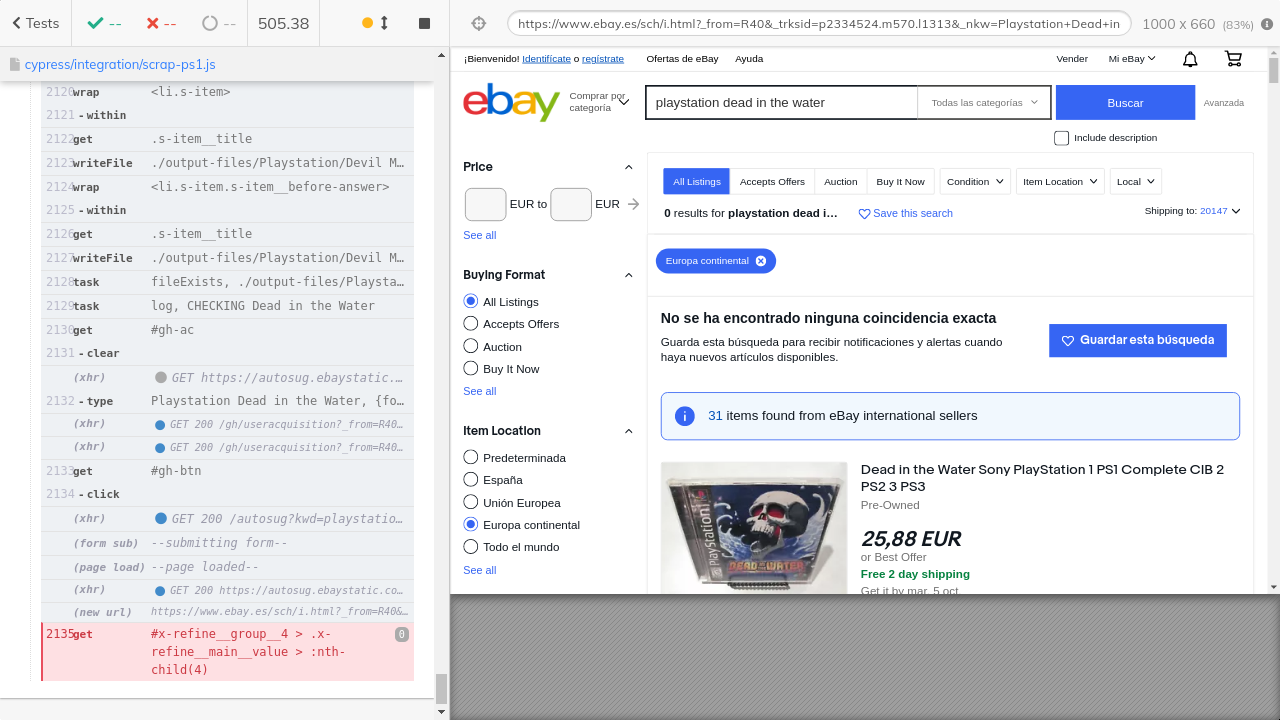 Tests
--
--
--
505.38
https://www.ebay.es/sch/i.html?_from=R40&_trksid=p2334524.m570.l1313&_nkw=Playstation+Dead+in
1000 x 660 (83%)
cypress/integration/scrap-ps1.js
2120 wrap <li.s-item>
2121 - within
2122 get .s-item__title
2123 writeFile ./output-files/Playstation/Devil M…
2124 wrap <li.s-item.s-item__before-answer>
2125 - within
2126 get .s-item__title
2127 writeFile ./output-files/Playstation/Devil M…
2128 task fileExists, ./output-files/Playsta…
2129 task log, CHECKING Dead in the Water
2130 get #gh-ac
2131 - clear
(xhr) GET https://autosug.ebaystatic.…
2132 - type Playstation Dead in the Water, {fo…
(xhr) GET 200 /gh/useracquisition?_from=R40…
(xhr) GET 200 /gh/useracquisition?_from=R40…
2133 get #gh-btn
2134 - click
(xhr) GET 200 /autosug?kwd=playstatio…
(form sub) --submitting form--
(page load) --page loaded--
(xhr) GET 200 https://autosug.ebaystatic.co…
(new url) https://www.ebay.es/sch/i.html?_from=R40&…
2135 get #x-refine__group__4 > .x-
refine__main__value > :nth-
child(4)
0
¡Bienvenido! Identifícate o regístrate
Ofertas de eBay
Ayuda
Vender
Mi eBay
ebay
Comprar por
categoría
playstation dead in the water
Todas las categorías
Buscar
Avanzada
Include description
Price
EUR to
EUR
See all
Buying Format
All Listings
Accepts Offers
Auction
Buy It Now
See all
Item Location
Predeterminada
España
Unión Europea
Europa continental
Todo el mundo
See all
All Listings
Accepts Offers
Auction
Buy It Now
Condition
Item Location
Local
0 results for playstation dead i…
Save this search
Shipping to: 20147
Europa continental
No se ha encontrado ninguna coincidencia exacta
Guarda esta búsqueda para recibir notificaciones y alertas cuando
haya nuevos artículos disponibles.
Guardar esta búsqueda
31 items found from eBay international sellers
PlayStation
DEAD IN THE WATER
Dead in the Water Sony PlayStation 1 PS1 Complete CIB 2
PS2 3 PS3
Pre-Owned
25,88 EUR
or Best Offer
Free 2 day shipping
Get it by mar, 5 oct.